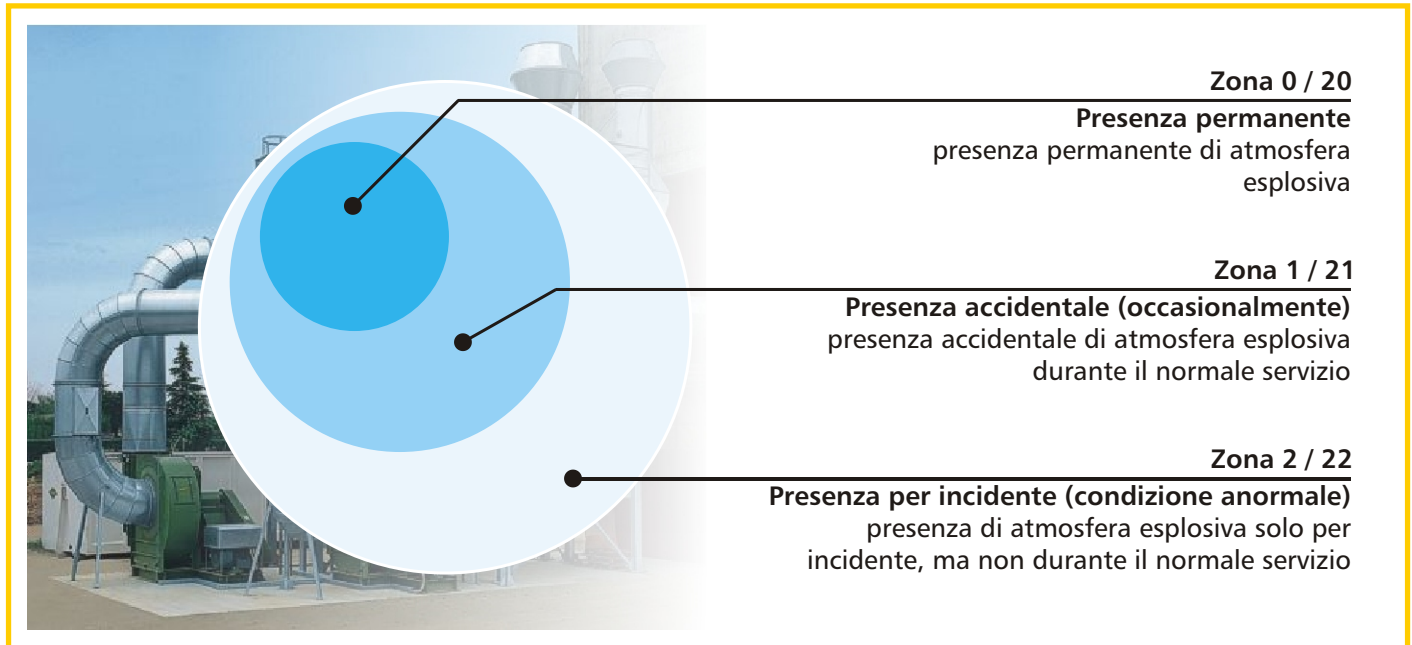 Zona 0 / 20
Presenza permanente
presenza permanente di atmosfera
esplosiva
Zona 1 / 21
Presenza accidentale (occasionalmente)
presenza accidentale di atmosfera esplosiva
durante il normale servizio
Zona 2 / 22
Presenza per incidente (condizione anormale)
presenza di atmosfera esplosiva solo per
incidente, ma non durante il normale servizio